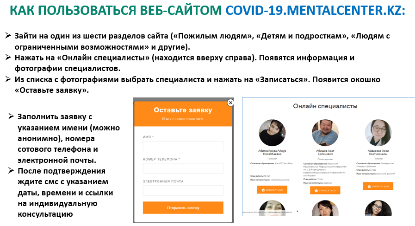 КАК ПОЛЬЗОВАТЬСЯ ВЕБ-САЙТОМ COVID-19.MENTALCENTER.KZ:
➢ Зайти на один из шести разделов сайта («Пожилым людям», «Детям и подросткам», «Людям с
ограниченными возможностями» и другие).
➢ Нажать на «Онлайн специалисты» (находится вверху справа). Появятся информация и
фотографии специалистов.
➢ Из списка с фотографиями выбрать специалиста и нажать на «Записаться». Появится окошко
«Оставьте заявку».
➢ Заполнить заявку с
указанием имени (можно
анонимно), номера
сотового телефона и
электронной почты.
➢ После подтверждения
ждите смс с указанием
даты, времени и ссылки
на индивидуальную
консультацию
Оставьте заявку
ИМЯ *
НОМЕР ТЕЛЕФОНА *
ЭЛЕКТРОННАЯ ПОЧТА
Онлайн специалисты